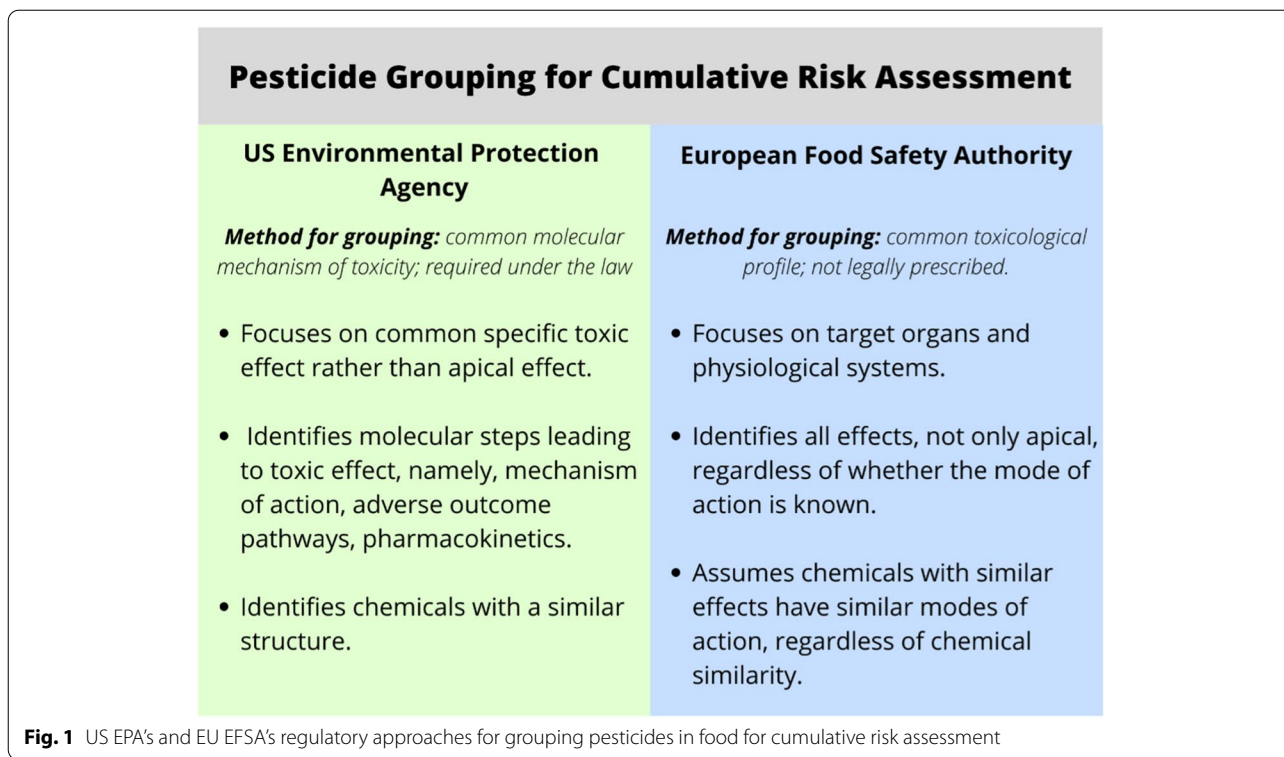 Pesticide Grouping for Cumulative Risk Assessment
US Environmental Protection
Agency
Method for grouping: common molecular
mechanism of toxicity; required under the law
• Focuses on common specific toxic
effect rather than apical effect.
• Identifies molecular steps leading
to toxic effect, namely, mechanism
of action, adverse outcome
pathways, pharmacokinetics.
• Identifies chemicals with a similar
structure.
European Food Safety Authority
Method for grouping: common toxicological
profile; not legally prescribed.
• Focuses on target organs and
physiological systems.
• Identifies all effects, not only apical,
regardless of whether the mode of
action is known.
• Assumes chemicals with similar
effects have similar modes of
action, regardless of chemical
similarity.
Fig. 1 US EPA's and EU EFSA's regulatory approaches for grouping pesticides in food for cumulative risk assessment